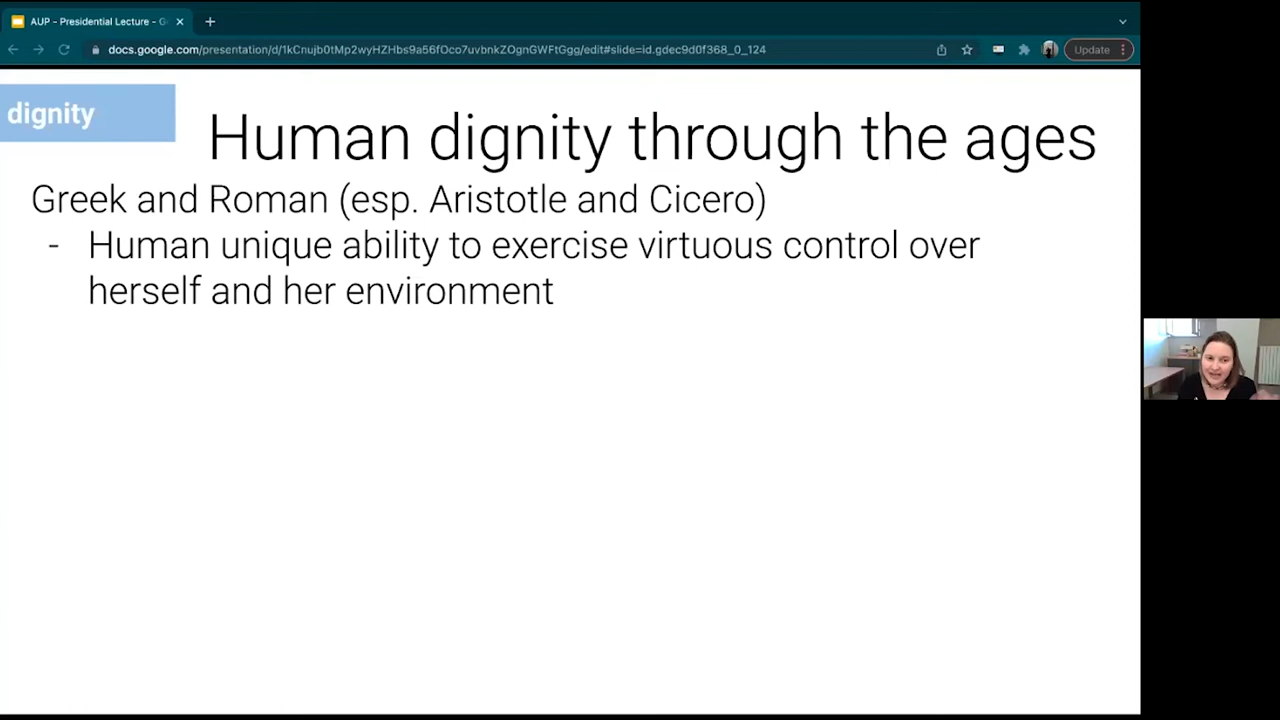 AUP - Presidential Lecture - G
docs.google.com/presentation/d/1kCnujb0tMp2wyHZHbs9a56fOco7uvbnkZOgnGWFtGgg/edit#slide=id.gdec9d0f368_0_124
Update
dignity
Human dignity through the ages
Greek and Roman (esp. Aristotle and Cicero)
- Human unique ability to exercise virtuous control over
herself and her environment